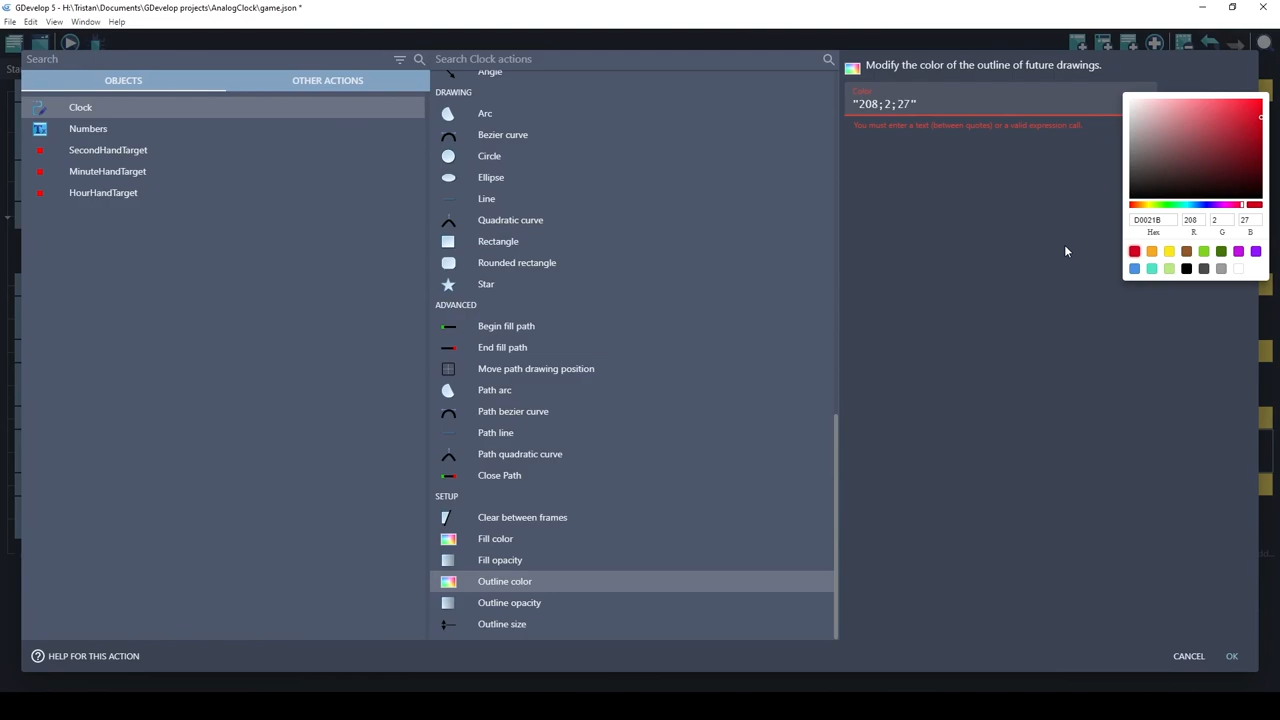 GDevelop 5 - H:\Tristan\Documents\GDevelop projects\AnalogClock\game.json *
File Edit View Window Help
Search
Search Clock actions
Modify the color of the outline of future drawings.
OBJECTS
OTHER ACTIONS
Clock
Numbers
SecondHandTarget
MinuteHandTarget
HourHandTarget
Angle
DRAWING
Arc
Bezier curve
Circle
Ellipse
Line
Quadratic curve
Rectangle
Rounded rectangle
Star
ADVANCED
Begin fill path
End fill path
Move path drawing position
Path arc
Path bezier curve
Path line
Path quadratic curve
Close Path
SETUP
Clear between frames
Fill color
Fill opacity
Outline color
Outline opacity
Outline size
Color
"208;2;27"
You must enter a text (between quotes) or a valid expression call.
D0021B 208 2 27
Hex R G B
HELP FOR THIS ACTION
CANCEL OK